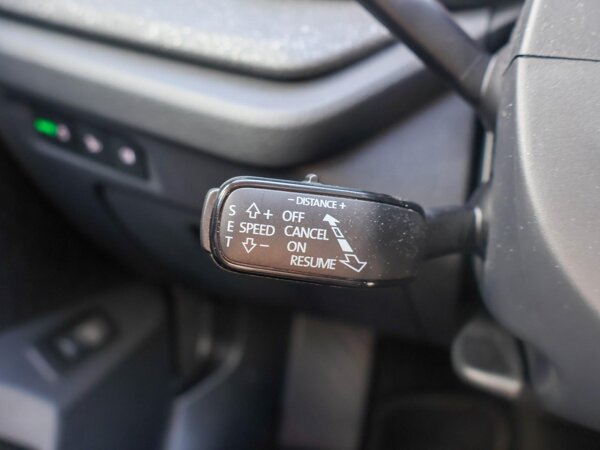 - DISTANCE +
S + OFF
E SPEED CANCEL
T - ON
RESUME